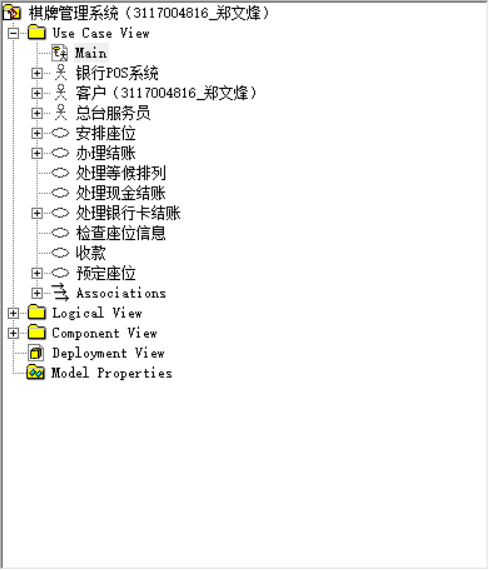 棋牌管理系统（3117004816_郑文烽）
Use Case View
Main
银行POS系统
客户（3117004816_郑文烽）
总台服务员
安排座位
办理结账
处理等候排列
处理现金结账
处理银行卡结账
检查座位信息
收款
预定座位
Associations
Logical View
Component View
Deployment View
Model Properties